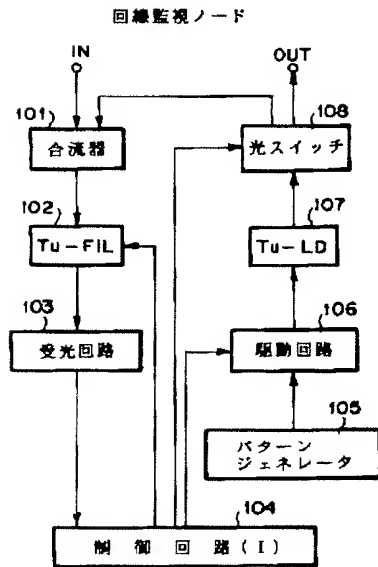 回線監視ノード
IN
OUT
101
合流器
108
光スイッチ
102
Tu-FIL
107
Tu-LD
103
受光回路
106
駆動回路
105
パターン
ジェネレータ
104
制御回路(I)